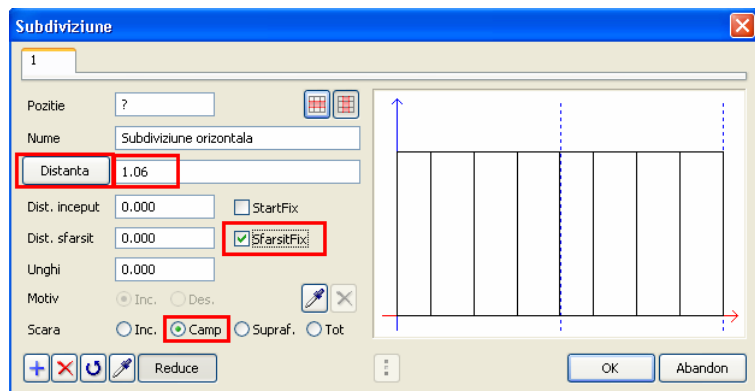 Subdiviziune
1
Pozitie ?
Nume Subdiviziune orizontala
Distanta 1.06
Dist. inceput 0.000 StartFix
Dist. sfarsit 0.000 SfarsitFix
Unghi 0.000
Motiv Inc. Des.
Scara Inc. Camp Supraf. Tot
Reduce OK Abandon